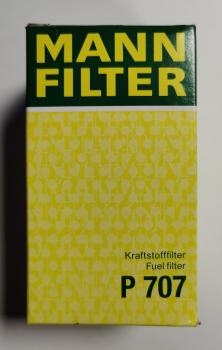 MANN
FILTER
Kraftstofffilter
Fuel filter
P 707